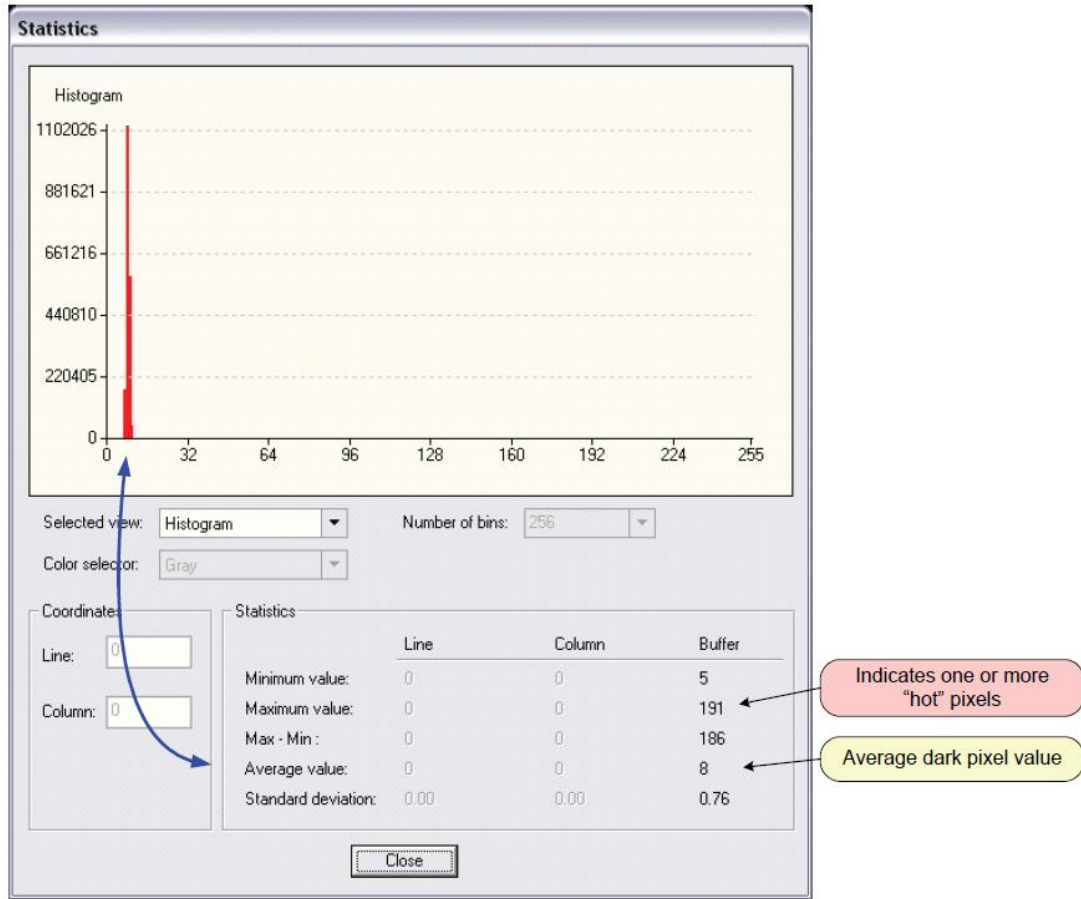 Statistics
Histogram
1102026
881621
661216
440810
220405
0
0 32 64 96 128 160 192 224 255
Selected view: Histogram Number of bins: 256
Color selector: Gray
Coordinates
Line: 0
Column: 0
Statistics
Line Column Buffer
Minimum value: 0 0 5
Maximum value: 0 0 191
Max - Min : 0 0 186
Average value: 0 0 8
Standard deviation: 0.00 0.00 0.76
Indicates one or more
“hot” pixels
Average dark pixel value
Close